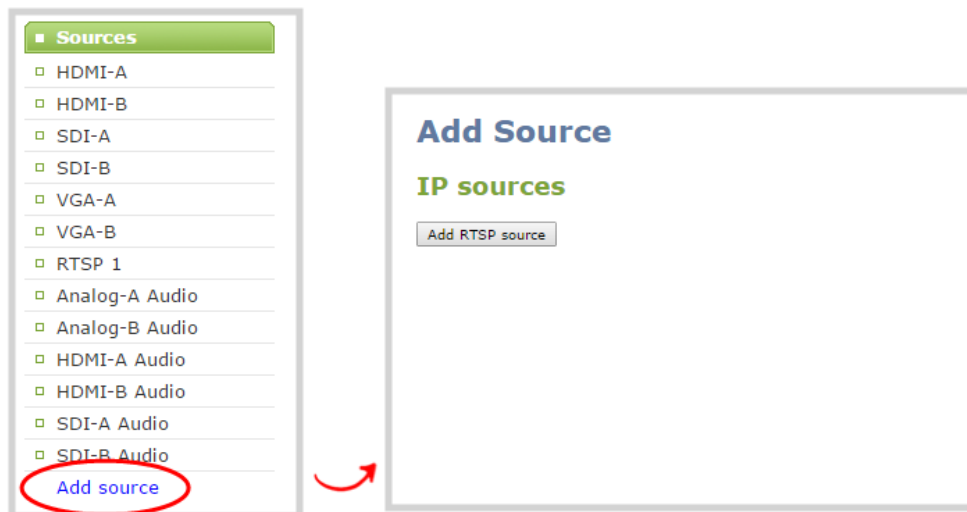 Sources
HDMI-A
HDMI-B
SDI-A
SDI-B
VGA-A
VGA-B
RTSP 1
Analog-A Audio
Analog-B Audio
HDMI-A Audio
HDMI-B Audio
SDI-A Audio
SDI-B Audio
Add source
Add Source
IP sources
Add RTSP source